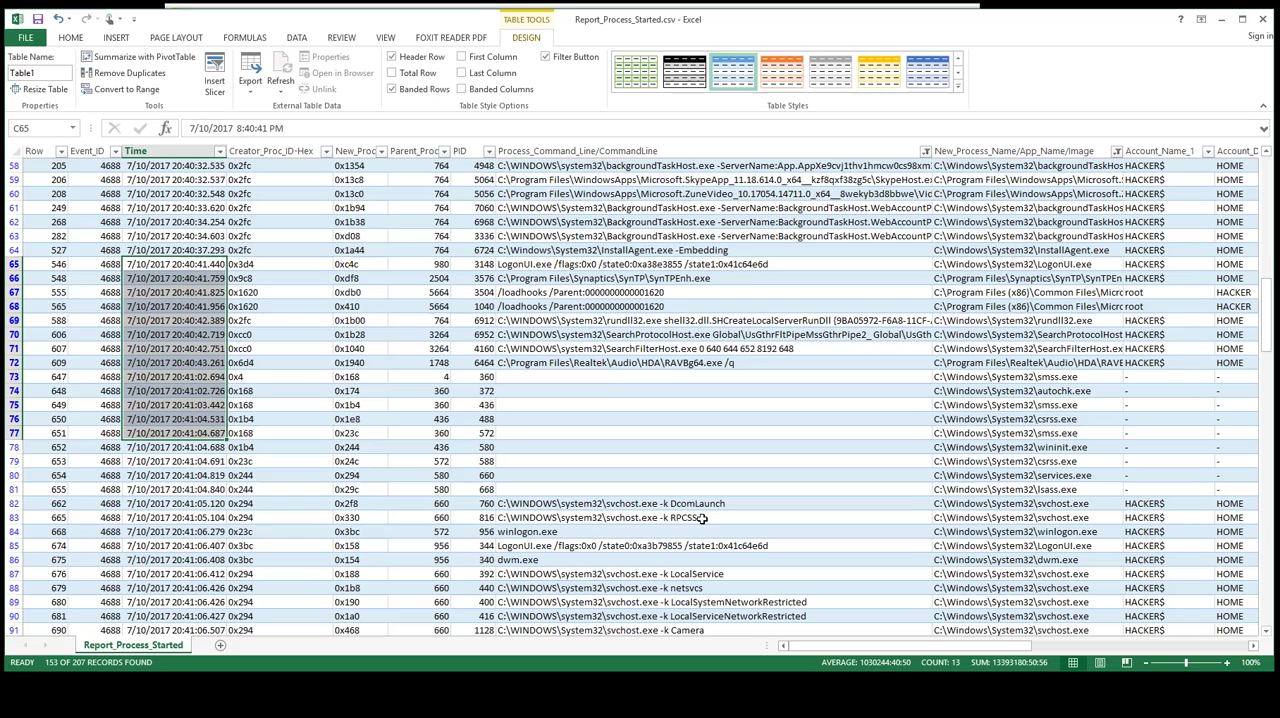 TABLE TOOLS Report_Process_Started.csv - Excel
FILE HOME INSERT PAGE LAYOUT FORMULAS DATA REVIEW VIEW FOXIT READER PDF DESIGN Sign in
Table Name: Summarize with PivotTable Properties Header Row First Column Filter Button
Table1 Remove Duplicates Insert Slicer Export Refresh Open in Browser Total Row Last Column
Resize Table Convert to Range Unlink Banded Rows Banded Columns
Properties Tools External Table Data Table Style Options Table Styles
C65 fx 7/10/2017 8:40:41 PM
Row Event_ID Time Creator_Proc_ID-Hex New_Proc Parent_Proc PID Process_Command_Line/CommandLine New_Process_Name/App_Name/Image Account_Name_1 Account_D
58 205 4688 7/10/2017 20:40:32.535 0x2fc 0x1354 764 4948 C:\WINDOWS\system32\backgroundTaskHost.exe -ServerName:App.AppXe9cvj1thv1hmcw0cs98xm C:\Windows\System32\backgroundTaskHos HACKER$ HOME
59 206 4688 7/10/2017 20:40:32.540 0x2fc 0x13c8 764 5064 C:\Program Files\WindowsApps\Microsoft.SkypeApp_11.18.614.0_x64__kzf8qxf38zg5c\SkypeHost.e C:\Program Files\WindowsApps\Microsoft. HACKER$ HOME
60 208 4688 7/10/2017 20:40:32.543 0x2fc 0x13c0 764 5056 C:\Program Files\WindowsApps\Microsoft.ZuneVideo_10.17054.14711.0_x64__8wekyb3d8bbwe\Vid C:\Program Files\WindowsApps\Microsoft. HACKER$ HOME
61 249 4688 7/10/2017 20:40:33.620 0x2fc 0x1b94 764 7060 C:\Windows\System32\BackgroundTaskHost.exe -ServerName:BackgroundTaskHost.WebAccountP C:\Windows\System32\backgroundTaskHos HACKER$ HOME
62 268 4688 7/10/2017 20:40:34.254 0x2fc 0x1b38 764 6968 C:\Windows\System32\BackgroundTaskHost.exe -ServerName:BackgroundTaskHost.WebAccountP C:\Windows\System32\backgroundTaskHos HACKER$ HOME
63 282 4688 7/10/2017 20:40:34.603 0x2fc 0xd08 764 3336 C:\Windows\System32\BackgroundTaskHost.exe -ServerName:BackgroundTaskHost.WebAccountP C:\Windows\System32\backgroundTaskHos HACKER$ HOME
64 527 4688 7/10/2017 20:40:37.293 0x2fc 0x1a44 764 6724 C:\Windows\System32\InstallAgent.exe -Embedding C:\Windows\System32\InstallAgent.exe HACKER$ HOME
65 546 4688 7/10/2017 20:40:41.440 0x3d4 0xc4c 980 3148 LogonUI.exe /flags:0x0 /state0:0xa38e3855 /state1:0x41c64e6d C:\Windows\System32\LogonUI.exe HACKER$ HOME
66 548 4688 7/10/2017 20:40:41.759 0x9c8 0xdf8 2504 3576 C:\Program Files\Synaptics\SynTP\SynTPEnh.exe C:\Program Files\Synaptics\SynTP\SynTPEn HACKER$ HOME
67 555 4688 7/10/2017 20:40:41.825 0x1620 0xdb0 5664 3504 /loadhooks /Parent:0000000000001620 C:\Program Files (x86)\Common Files\Micro root HACKER
68 565 4688 7/10/2017 20:40:41.956 0x1620 0x410 5664 1040 /loadhooks /Parent:0000000000001620 C:\Program Files (x86)\Common Files\Micro root HACKER
69 588 4688 7/10/2017 20:40:42.389 0x6d4 0x1b00 1748 6912 C:\Windows\System32\rundll32.exe shell32.dll,SHCreateLocalServerRunDll {9BA05972-F6A8-11CF-A C:\Windows\System32\rundll32.exe HACKER$ HOME
70 606 4688 7/10/2017 20:40:42.719 0xcc0 0x1b28 3264 6952 C:\WINDOWS\system32\SearchProtocolHost.exe Global\UsGthrFltPipeMssGthrPipe2_ Global\UsGth C:\Windows\System32\SearchProtocolHost HACKER$ HOME
71 607 4688 7/10/2017 20:40:42.751 0xcc0 0x1040 3264 4160 C:\WINDOWS\system32\SearchFilterHost.exe 0 640 644 652 8192 648 C:\Windows\System32\SearchFilterHost.exe HACKER$ HOME
72 609 4688 7/10/2017 20:40:43.261 0x6d4 0x1940 1748 6464 C:\Program Files\Realtek\Audio\HDA\RAVBg64.exe /q C:\Program Files\Realtek\Audio\HDA\RAVE HACKER$ HOME
73 647 4688 7/10/2017 20:41:02.694 0x4 0x168 4 360 C:\Windows\System32\smss.exe - -
74 648 4688 7/10/2017 20:41:02.726 0x168 0x174 360 372 C:\Windows\System32\autochk.exe - -
75 649 4688 7/10/2017 20:41:03.442 0x168 0x1b4 360 436 C:\Windows\System32\smss.exe - -
76 650 4688 7/10/2017 20:41:04.531 0x1b4 0x1e8 436 488 C:\Windows\System32\csrss.exe - -
77 651 4688 7/10/2017 20:41:04.687 0x168 0x23c 360 572 C:\Windows\System32\smss.exe - -
78 652 4688 7/10/2017 20:41:04.688 0x1b4 0x244 436 580 C:\Windows\System32\wininit.exe - -
79 653 4688 7/10/2017 20:41:04.691 0x23c 0x24c 572 588 C:\Windows\System32\csrss.exe - -
80 654 4688 7/10/2017 20:41:04.819 0x244 0x294 580 660 C:\Windows\System32\services.exe - -
81 655 4688 7/10/2017 20:41:04.840 0x244 0x29c 580 668 C:\Windows\System32\lsass.exe - -
82 662 4688 7/10/2017 20:41:05.120 0x294 0x2f8 660 760 C:\WINDOWS\system32\svchost.exe -k DcomLaunch C:\Windows\System32\svchost.exe HACKER$ HOME
83 665 4688 7/10/2017 20:41:05.104 0x294 0x330 660 816 C:\WINDOWS\system32\svchost.exe -k RPCSS C:\Windows\System32\svchost.exe HACKER$ HOME
84 668 4688 7/10/2017 20:41:06.279 0x23c 0x3bc 572 956 winlogon.exe C:\Windows\System32\winlogon.exe HACKER$ HOME
85 674 4688 7/10/2017 20:41:06.407 0x3bc 0x158 956 344 LogonUI.exe /flags:0x0 /state0:0xa3b79855 /state1:0x41c64e6d C:\Windows\System32\LogonUI.exe HACKER$ HOME
86 675 4688 7/10/2017 20:41:06.408 0x3bc 0x154 956 340 dwm.exe C:\Windows\System32\dwm.exe HACKER$ HOME
87 676 4688 7/10/2017 20:41:06.412 0x294 0x188 660 392 C:\WINDOWS\system32\svchost.exe -k LocalService C:\Windows\System32\svchost.exe HACKER$ HOME
88 679 4688 7/10/2017 20:41:06.426 0x294 0x1b8 660 440 C:\WINDOWS\system32\svchost.exe -k netsvcs C:\Windows\System32\svchost.exe HACKER$ HOME
89 680 4688 7/10/2017 20:41:06.426 0x294 0x190 660 400 C:\WINDOWS\system32\svchost.exe -k LocalSystemNetworkRestricted C:\Windows\System32\svchost.exe HACKER$ HOME
90 681 4688 7/10/2017 20:41:06.427 0x294 0x1a0 660 416 C:\WINDOWS\system32\svchost.exe -k LocalServiceNetworkRestricted C:\Windows\System32\svchost.exe HACKER$ HOME
91 690 4688 7/10/2017 20:41:06.507 0x294 0x468 660 1128 C:\WINDOWS\system32\svchost.exe -k Camera C:\Windows\System32\svchost.exe HACKER$ HOME
Report_Process_Started
READY 153 OF 207 RECORDS FOUND AVERAGE: 1030244:40:50 COUNT: 13 SUM: 13393180:50:56 100%